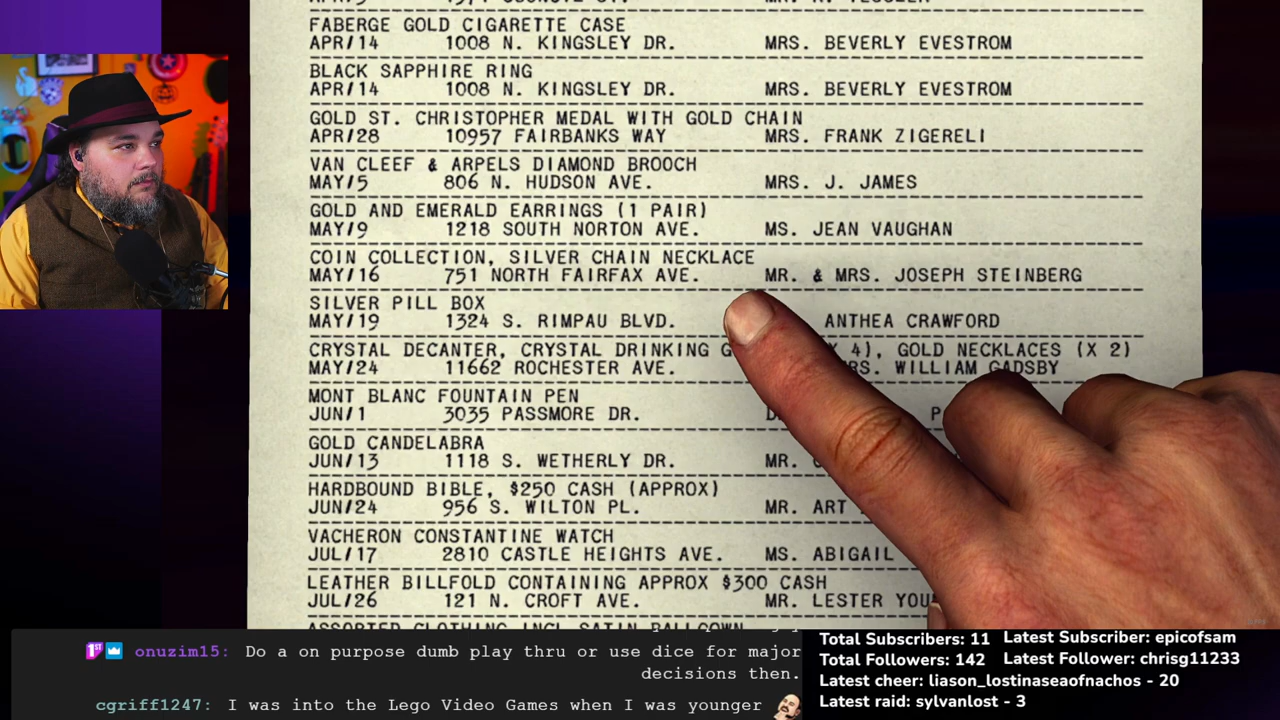 FABERGE GOLD CIGARETTE CASE
APR/14 1008 N. KINGSLEY DR. MRS. BEVERLY EVESTROM
BLACK SAPPHIRE RING
APR/14 1008 N. KINGSLEY DR. MRS. BEVERLY EVESTROM
GOLD ST. CHRISTOPHER MEDAL WITH GOLD CHAIN
APR/28 10957 FAIRBANKS WAY MRS. FRANK ZIGERELI
VAN CLEEF & ARPELS DIAMOND BROOCH
MAY/5 806 N. HUDSON AVE. MRS. J. JAMES
GOLD AND EMERALD EARRINGS (1 PAIR)
MAY/9 1218 SOUTH NORTON AVE. MS. JEAN VAUGHAN
COIN COLLECTION, SILVER CHAIN NECKLACE
MAY/16 751 NORTH FAIRFAX AVE. MR. & MRS. JOSEPH STEINBERG
SILVER PILL BOX
MAY/19 1324 S. RIMPAU BLVD. ANTHEA CRAWFORD
CRYSTAL DECANTER, CRYSTAL DRINKING 4), GOLD NECKLACES (X 2)
MAY/24 11662 ROCHESTER AVE. WILLIAM GADSBY
MONT BLANC FOUNTAIN PEN
JUN/1 3035 PASSMORE DR.
GOLD CANDELABRA
JUN/13 1118 S. WETHERLY DR. MR.
HARDBOUND BIBLE, $250 CASH (APPROX)
JUN/24 956 S. WILTON PL. MR. ART
VACHERON CONSTANTINE WATCH
JUL/17 2810 CASTLE HEIGHTS AVE. MS. ABIGAIL
LEATHER BILLFOLD CONTAINING APPROX $300 CASH
JUL/26 121 N. CROFT AVE. MR. LESTER
onuzim15: Do a on purpose dumb play thru or use dice for major
decisions then.
cgriff1247: I was into the Lego Video Games when I was younger
Total Subscribers: 11 Latest Subscriber: epicofsam
Total Followers: 142 Latest Follower: chrisg11233
Latest cheer: liason_lostinaseaofnachos - 20
Latest raid: sylvanlost - 3